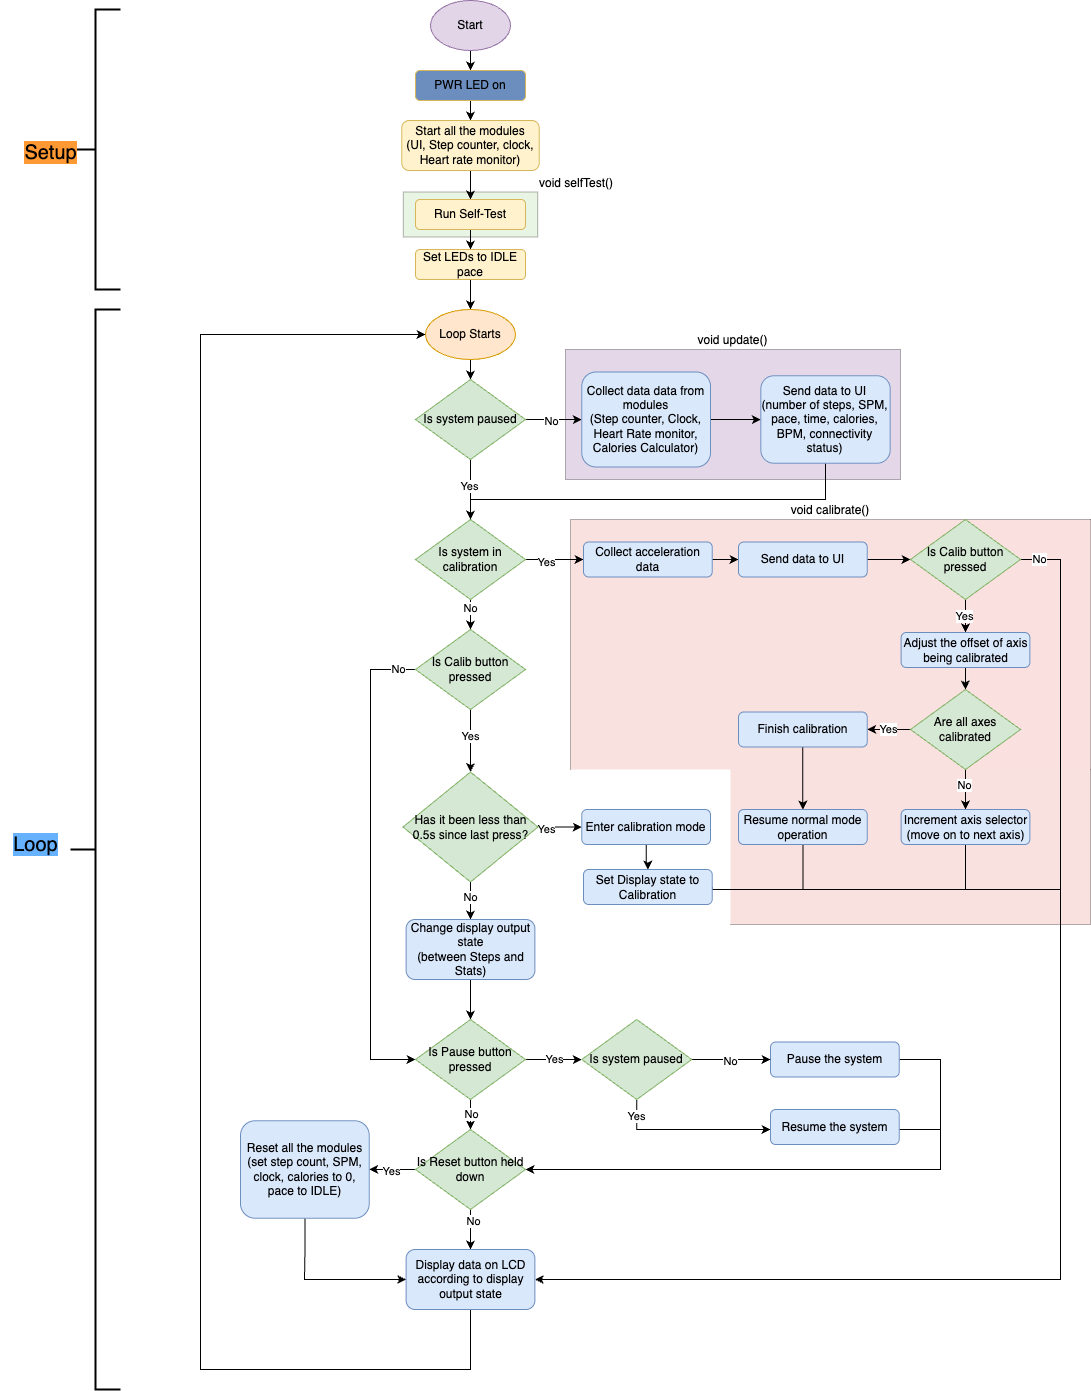 Start
PWR LED on
Start all the modules
(UI, Step counter, clock,
Heart rate monitor)
Setup
void selfTest()
Run Self-Test
Set LEDs to IDLE
pace
Loop Starts
void update()
Is system paused
No
Collect data data from
modules
(Step counter, Clock,
Heart Rate monitor,
Calories Calculator)
Send data to UI
(number of steps, SPM,
pace, time, calories,
BPM, connectivity
status)
Yes
void calibrate()
Is system in
calibration
Yes
Collect acceleration
data
Send data to UI
Is Calib button
pressed
No
No
Yes
Is Calib button
pressed
No
Adjust the offset of axis
being calibrated
Yes
Finish calibration
Yes
Are all axes
calibrated
No
Has it been less than
0.5s since last press?
Yes
Enter calibration mode
Resume normal mode
operation
Increment axis selector
(move on to next axis)
Loop
Set Display state to
Calibration
No
Change display output
state
(between Steps and
Stats)
Is Pause button
pressed
Yes
Is system paused
No
Pause the system
No
Yes
Resume the system
Reset all the modules
(set step count, SPM,
clock, calories to 0,
pace to IDLE)
Yes
Is Reset button held
down
No
Display data on LCD
according to display
output state